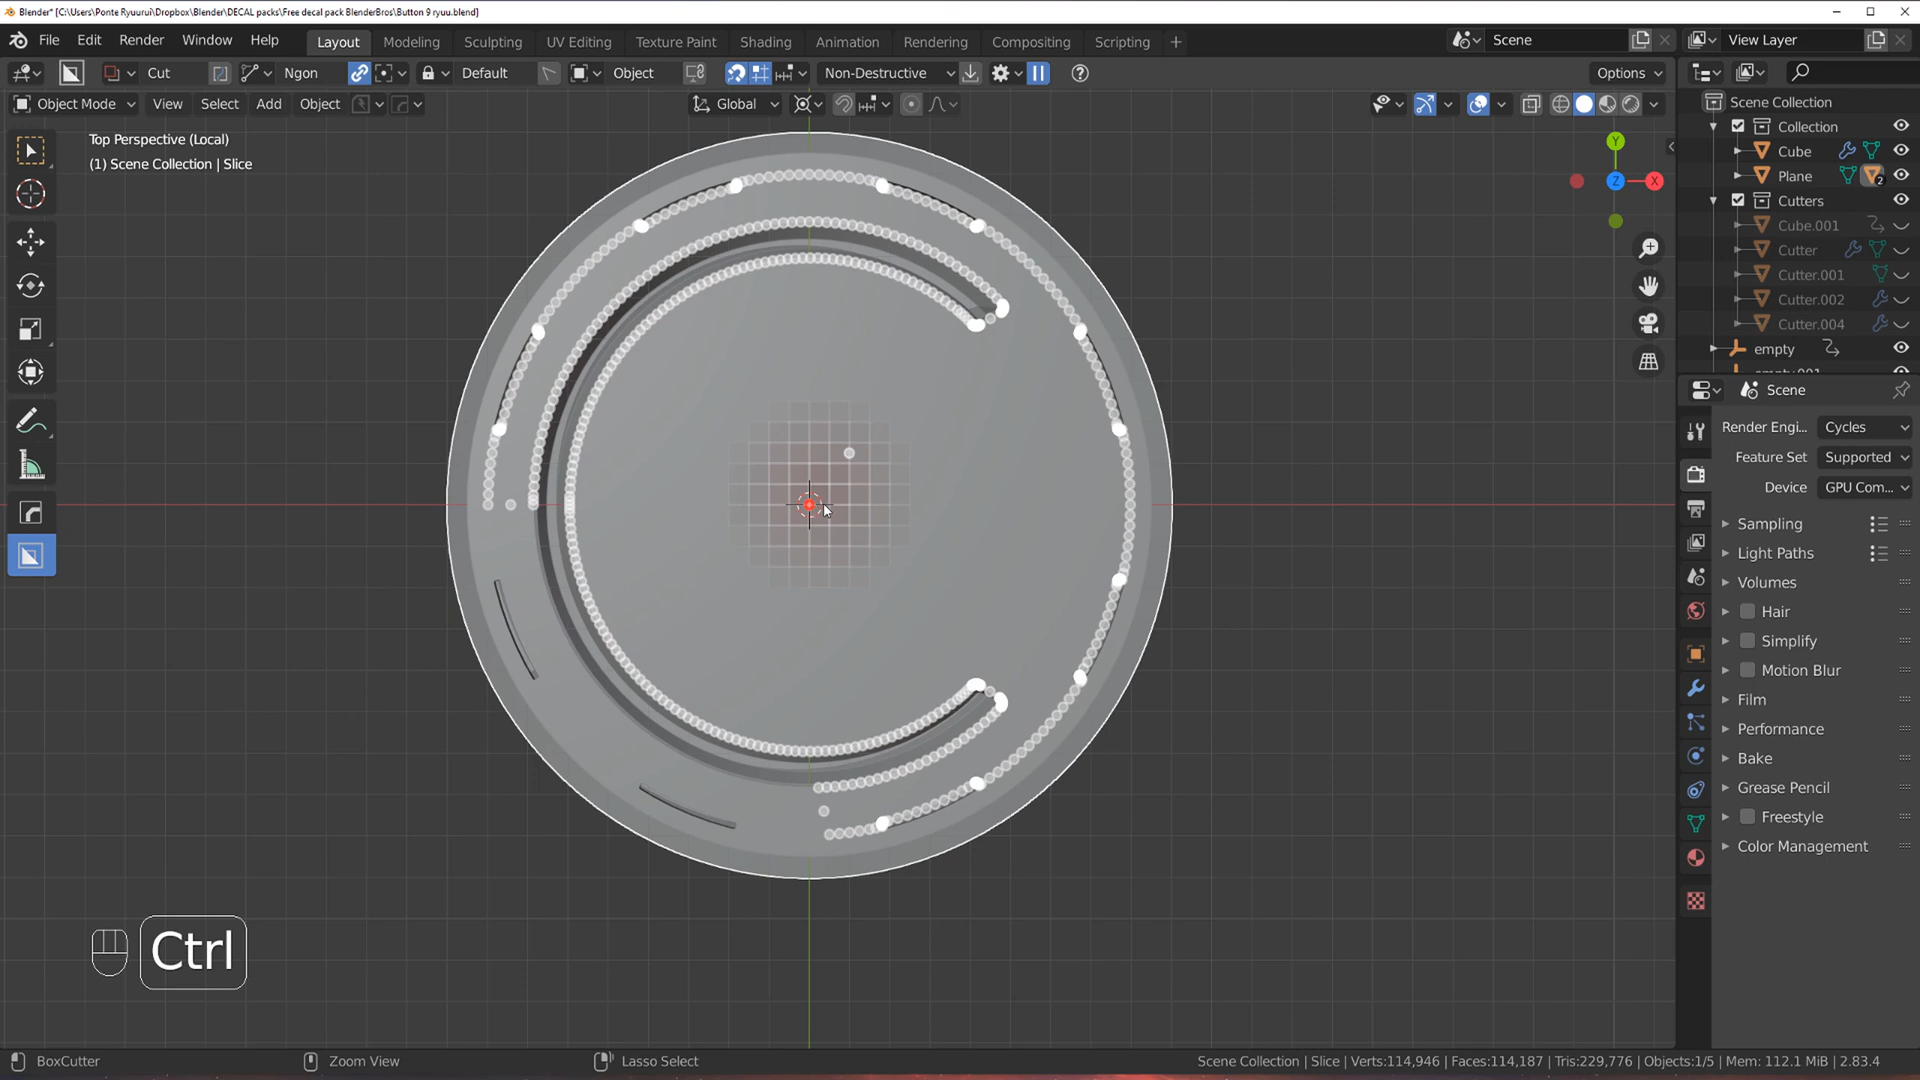 Blender* [C:\Users\Ponte Ryuurui\Dropbox\Blender\DECAL packs\Free decal pack BlenderBros\Button 9 ryuu.blend]
File Edit Render Window Help Layout Modeling Sculpting UV Editing Texture Paint Shading Animation Rendering Compositing Scripting + Scene View Layer
Cut Ngon Default Object Non-Destructive Options
Object Mode View Select Add Object Global
Top Perspective (Local)
(1) Scene Collection | Slice
Y
Z
X
Scene Collection
Collection
Cube
Plane 2
Cutters
Cube.001
Cutter
Cutter.001
Cutter.002
Cutter.004
empty
empty.001
Scene
Render Engi... Cycles
Feature Set Supported
Device GPU Com...
Sampling
Light Paths
Volumes
Hair
Simplify
Motion Blur
Film
Performance
Bake
Grease Pencil
Freestyle
Color Management
Ctrl
BoxCutter Zoom View Lasso Select Scene Collection | Slice | Verts:114,946 | Faces:114,187 | Tris:229,776 | Objects:1/5 | Mem: 112.1 MiB | 2.83.4